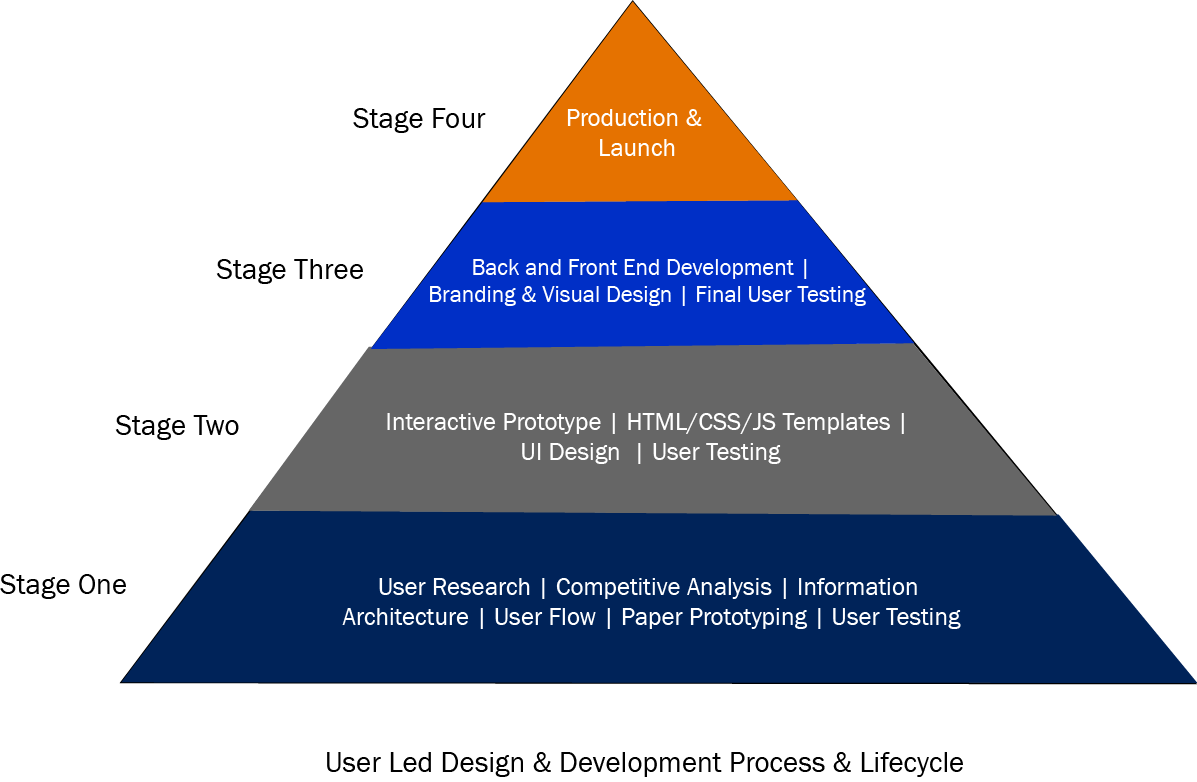 Stage Four
Production &
Launch
Stage Three
Back and Front End Development |
Branding & Visual Design | Final User Testing
Stage Two
Interactive Prototype | HTML/CSS/JS Templates |
UI Design | User Testing
Stage One
User Research | Competitive Analysis | Information
Architecture | User Flow | Paper Prototyping | User Testing
User Led Design & Development Process & Lifecycle